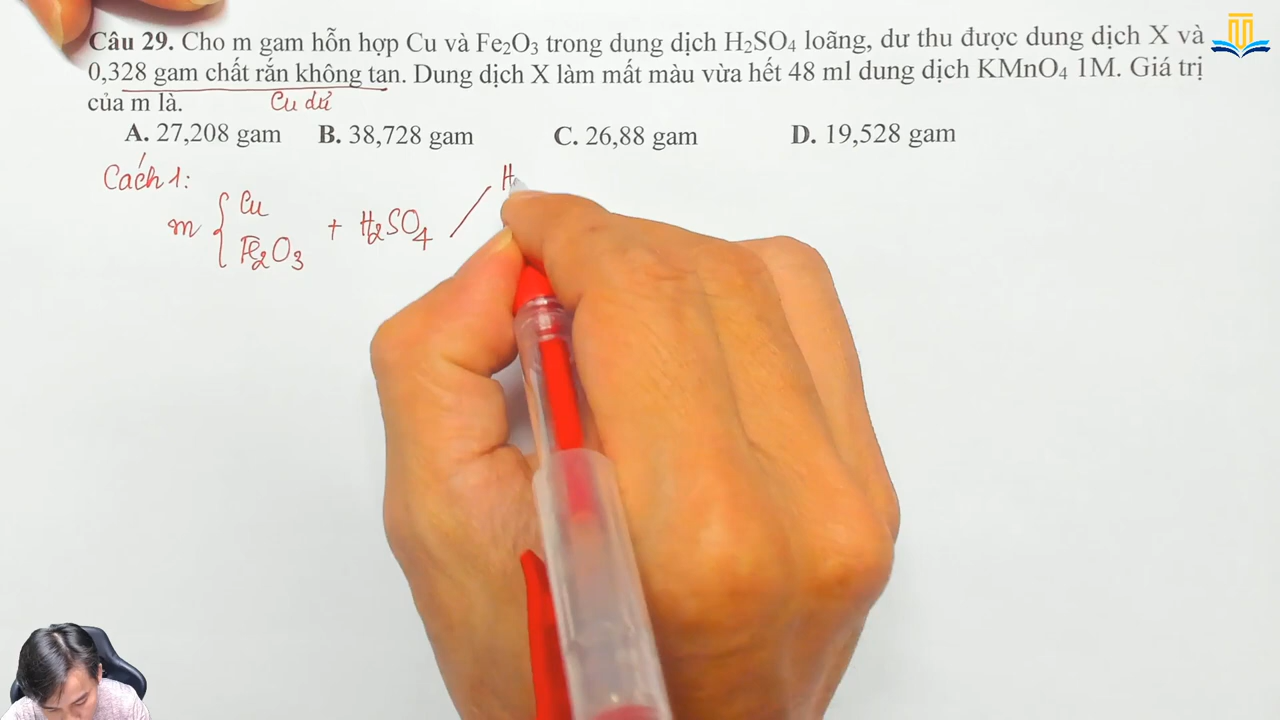 Câu 29. Cho m gam hỗn hợp Cu và Fe₂O₃ trong dung dịch H₂SO₄ loãng, dư thu được dung dịch X và
0,328 gam chất rắn không tan. Dung dịch X làm mất màu vừa hết 48 ml dung dịch KMnO₄ 1M. Giá trị
của m là.
Cu dư
A. 27,208 gam B. 38,728 gam C. 26,88 gam D. 19,528 gam
Cách 1:
m { Cu Fe₂O₃ + H₂SO₄